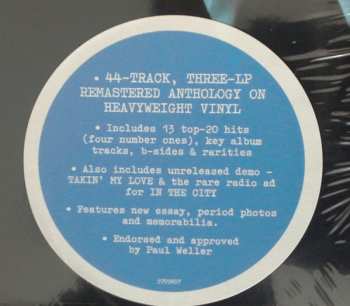 • 44-TRACK, THREE-LP
REMASTERED ANTHOLOGY ON
HEAVYWEIGHT VINYL
• Includes 13 top-20 hits
(four number ones), key album
tracks, b-sides & rarities
• Also includes unreleased demo -
TAKIN' MY LOVE & the rare radio ad
for IN THE CITY
• Features new essay, period photos
and memorabilia.
• Endorsed and approved
by Paul Weller